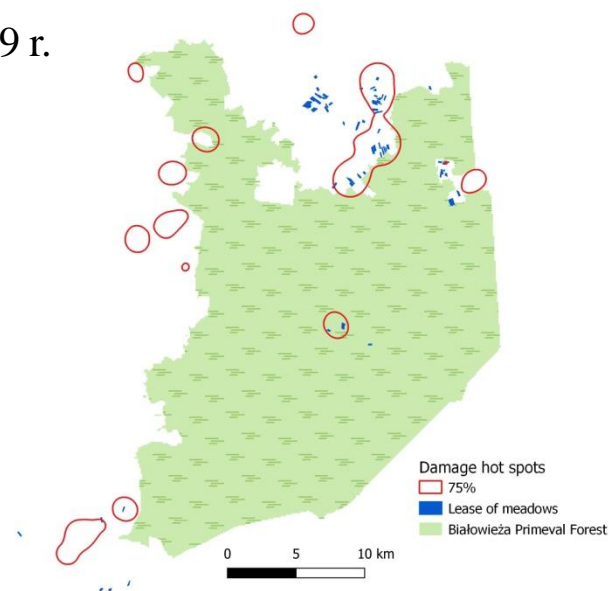 9 r.
Damage hot spots
75%
Lease of meadows
Białowieża Primeval Forest
0 5 10 km